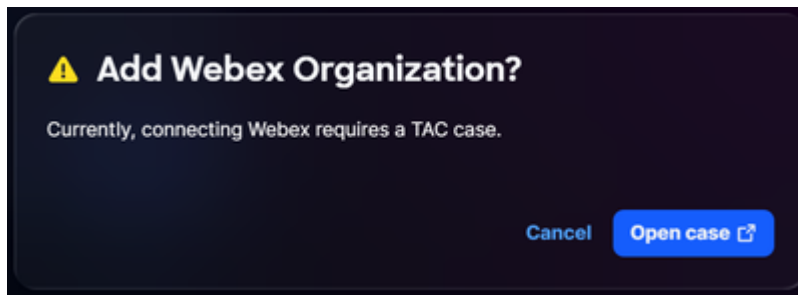 Add Webex Organization?
Currently, connecting Webex requires a TAC case.
Cancel Open case